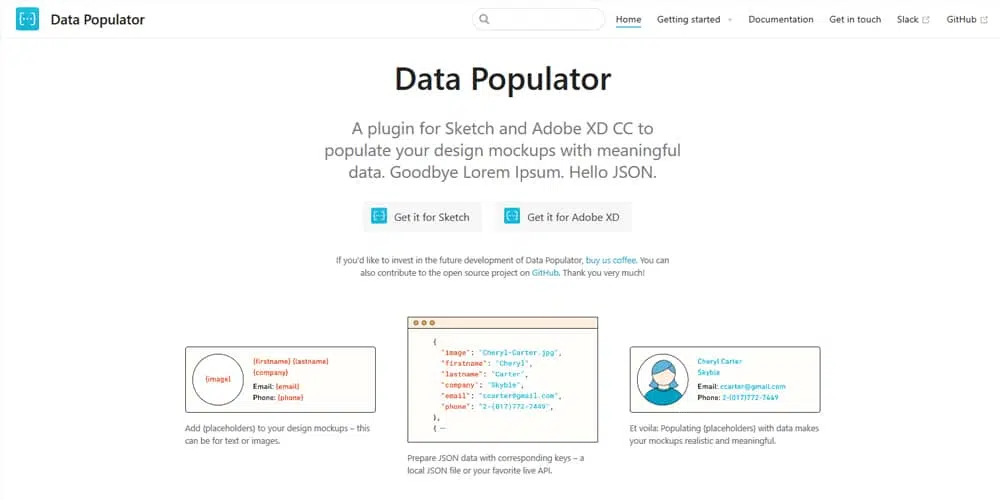 Data Populator
Home Getting started Documentation Get in touch Slack GitHub
Data Populator
A plugin for Sketch and Adobe XD CC to
populate your design mockups with meaningful
data. Goodbye Lorem Ipsum. Hello JSON.
Get it for Sketch Get it for Adobe XD
If you'd like to invest in the future development of Data Populator, buy us coffee. You can
also contribute to the open source project on GitHub. Thank you very much!
{image}
{firstname} {lastname}
{company}
Email: {email}
Phone: {phone}
Add {placeholders} to your design mockups – this
can be for text or images.
{
"image": "Cheryl-Carter.jpg",
"firstname": "Cheryl",
"lastname": "Carter",
"company": "Skyble",
"email": "ccarter@gmail.com",
"phone": "2-(017)772-7449",
},
{ ⋯
Prepare JSON data with corresponding keys – a
local JSON file or your favorite live API.
Cheryl Carter
Skyble
Email: ccarter@gmail.com
Phone: 2-(017)772-7449
Et voila: Populating {placeholders} with data makes
your mockups realistic and meaningful.